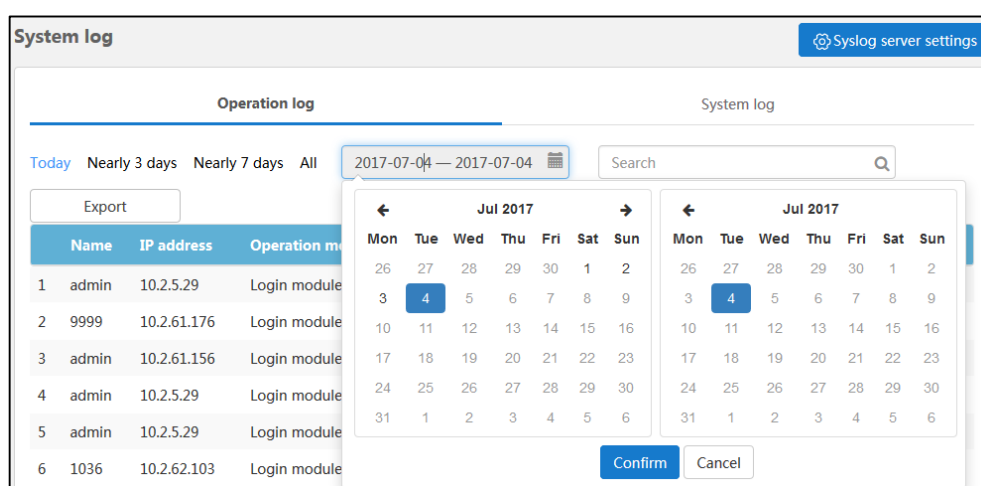 System log
Syslog server settings
Operation log System log
Today Nearly 3 days Nearly 7 days All 2017-07-04 — 2017-07-04 Search
Export
Jul 2017 Jul 2017
Name IP address Operation m
Mon Tue Wed Thu Fri Sat Sun Mon Tue Wed Thu Fri Sat Sun
26 27 28 29 30 1 2 26 27 28 29 30 1 2
1 admin 10.2.5.29 Login module
3 4 5 6 7 8 9 3 4 5 6 7 8 9
2 9999 10.2.61.176 Login module
10 11 12 13 14 15 16 10 11 12 13 14 15 16
3 admin 10.2.61.156 Login module
17 18 19 20 21 22 23 17 18 19 20 21 22 23
4 admin 10.2.5.29 Login module
24 25 26 27 28 29 30 24 25 26 27 28 29 30
31 1 2 3 4 5 6 31 1 2 3 4 5 6
5 admin 10.2.5.29 Login module
6 1036 10.2.62.103 Login module
Confirm Cancel